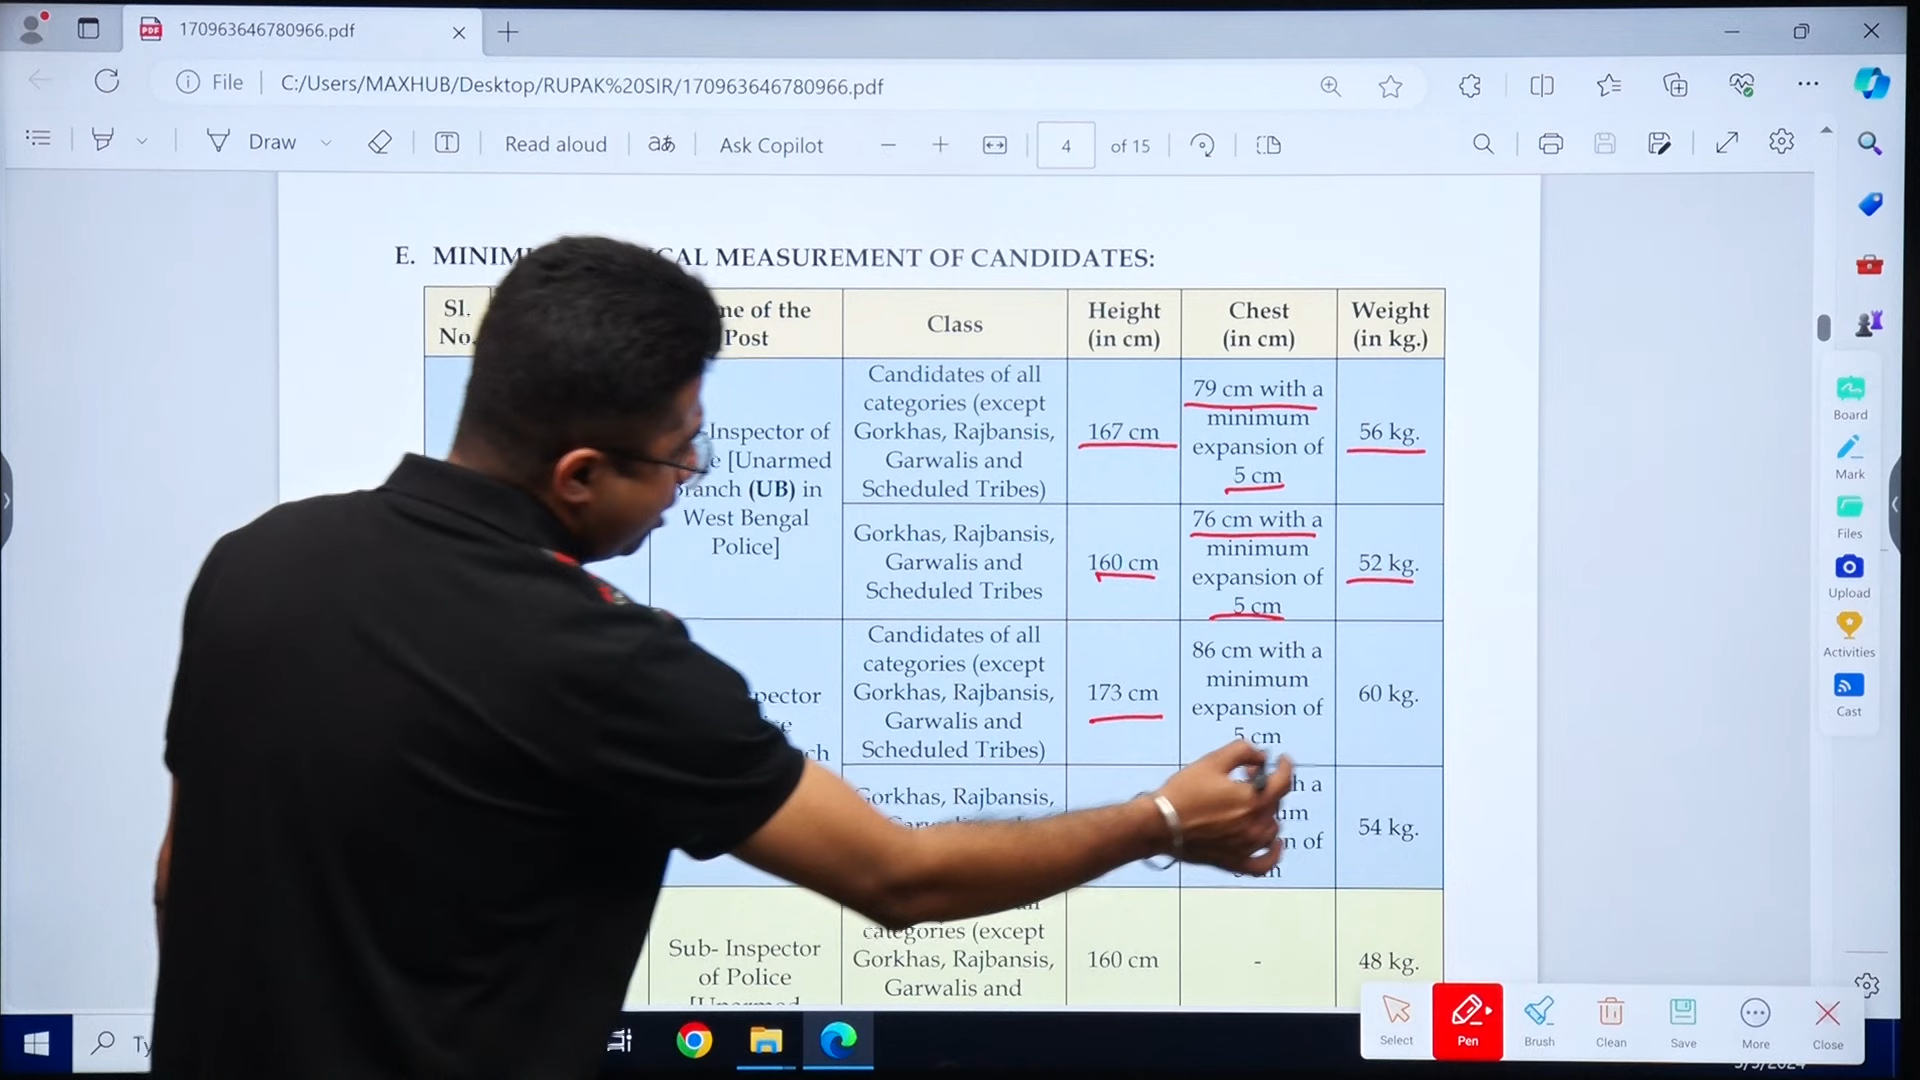 170963646780966.pdf
File
C:/Users/MAXHUB/Desktop/RUPAK%20SIR/170963646780966.pdf
Draw
Read aloud
aあ
Ask Copilot
4 of 15
E.
CAL MEASUREMENT OF CANDIDATES:
Sl. No.
of the Post
Class
Height (in cm)
Chest (in cm)
Weight (in kg.)
Inspector of
[Unarmed
(UB) in
West Bengal
Police]
Candidates of all
categories (except
Gorkhas, Rajbansis,
Garwalis and
Scheduled Tribes)
167 cm
79 cm with a
minimum
expansion of
5 cm
56 kg.
Gorkhas, Rajbansis,
Garwalis and
Scheduled Tribes
160 cm
76 cm with a
minimum
expansion of
5 cm
52 kg.
Candidates of all
categories (except
Gorkhas, Rajbansis,
Garwalis and
Scheduled Tribes)
173 cm
86 cm with a
minimum
expansion of
5 cm
60 kg.
Gorkhas, Rajbansis,
a
of
54 kg.
Sub- Inspector
of Police
categories (except
Gorkhas, Rajbansis,
Garwalis and
160 cm
-
48 kg.
Board
Mark
Files
Upload
Activities
Cast
Select
Pen
Brush
Clean
Save
More
Close